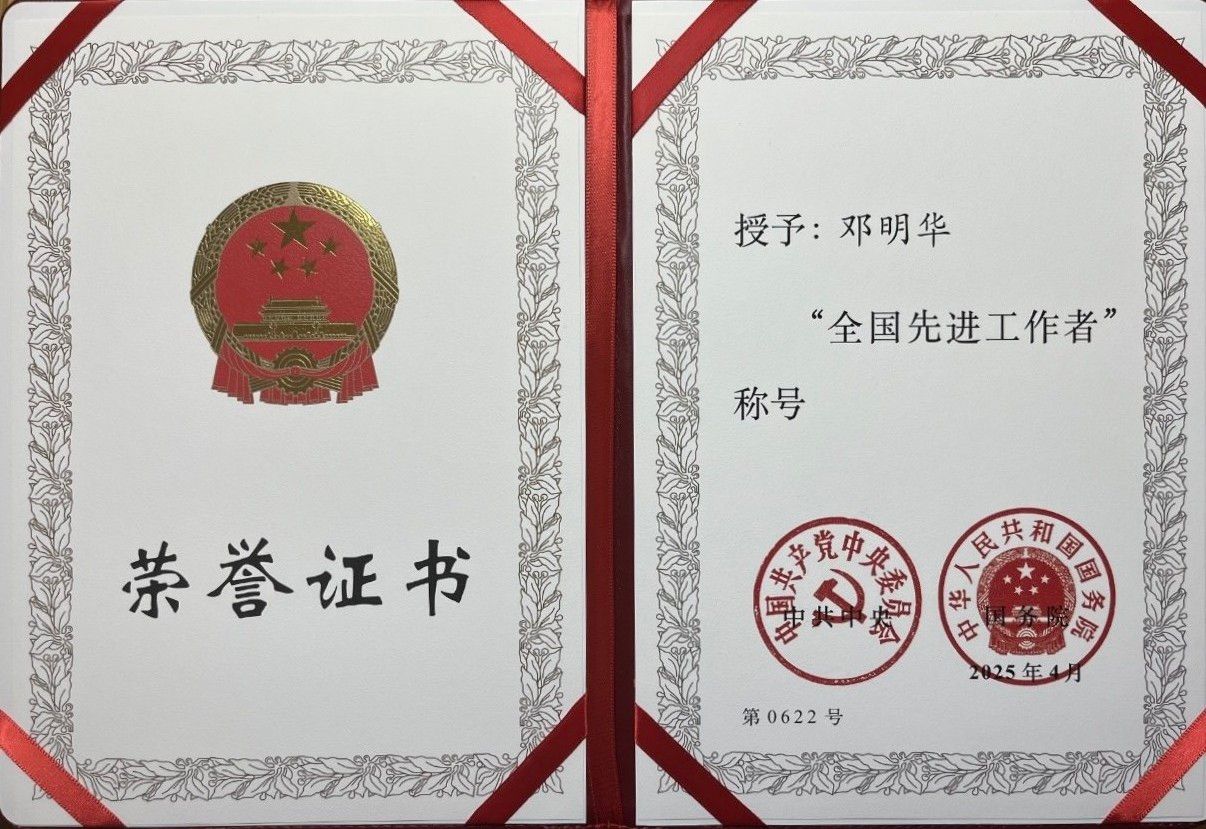 荣誉证书
授予：邓明华
“全国先进工作者”
称号
中国共产党中央委员会
中共中央
中华人民共和国国务院
国务院
2025年4月
第0622号